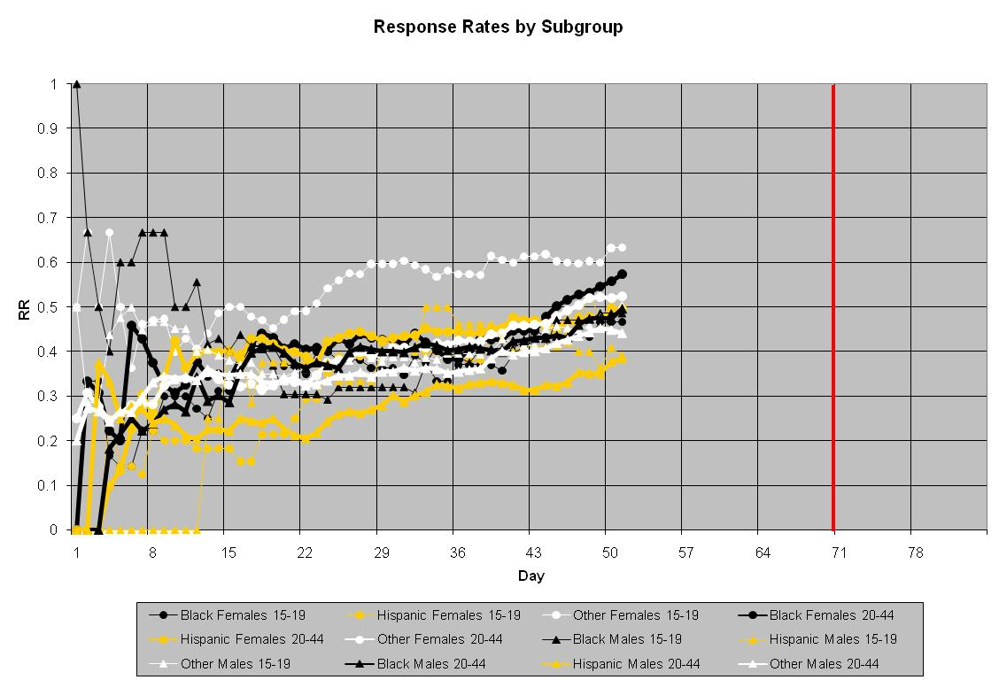 Response Rates by Subgroup
1
0.9
0.8
0.7
0.6
0.5
0.4
0.3
0.2
0.1
0
RR
1 8 15 22 29 36 43 50 57 64 71 78
Day
Black Females 15-19 Hispanic Females 15-19 Other Females 15-19 Black Females 20-44
Hispanic Females 20-44 Other Females 20-44 Black Males 15-19 Hispanic Males 15-19
Other Males 15-19 Black Males 20-44 Hispanic Males 20-44 Other Males 20-44